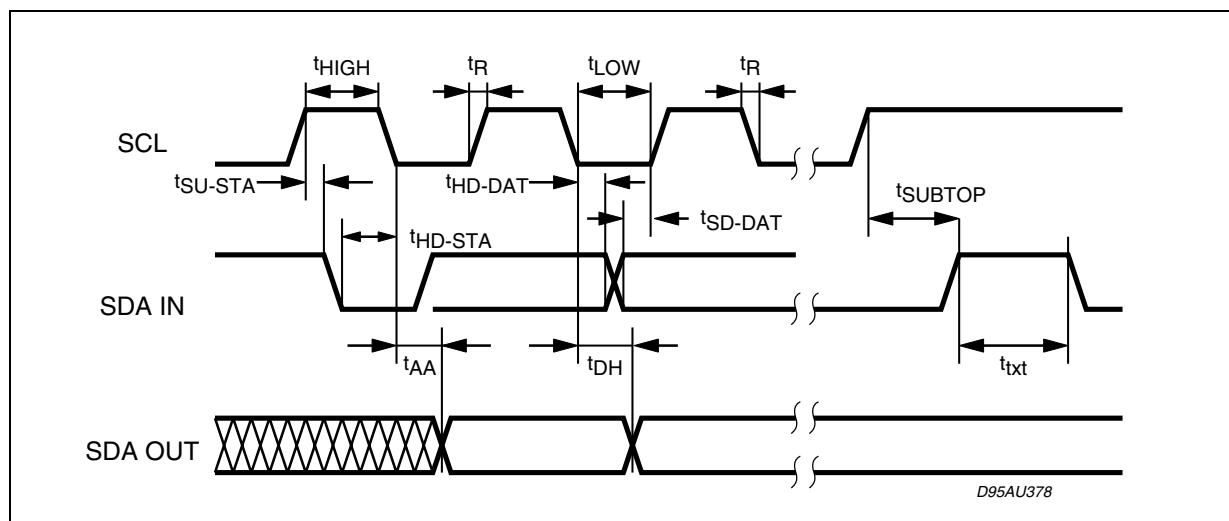 tHIGH tR tLOW tR
SCL
tSU-STA tHD-DAT tSUBTOP
tHD-STA tSD-DAT
SDA IN
tAA tDH ttxt
SDA OUT
D95AU378